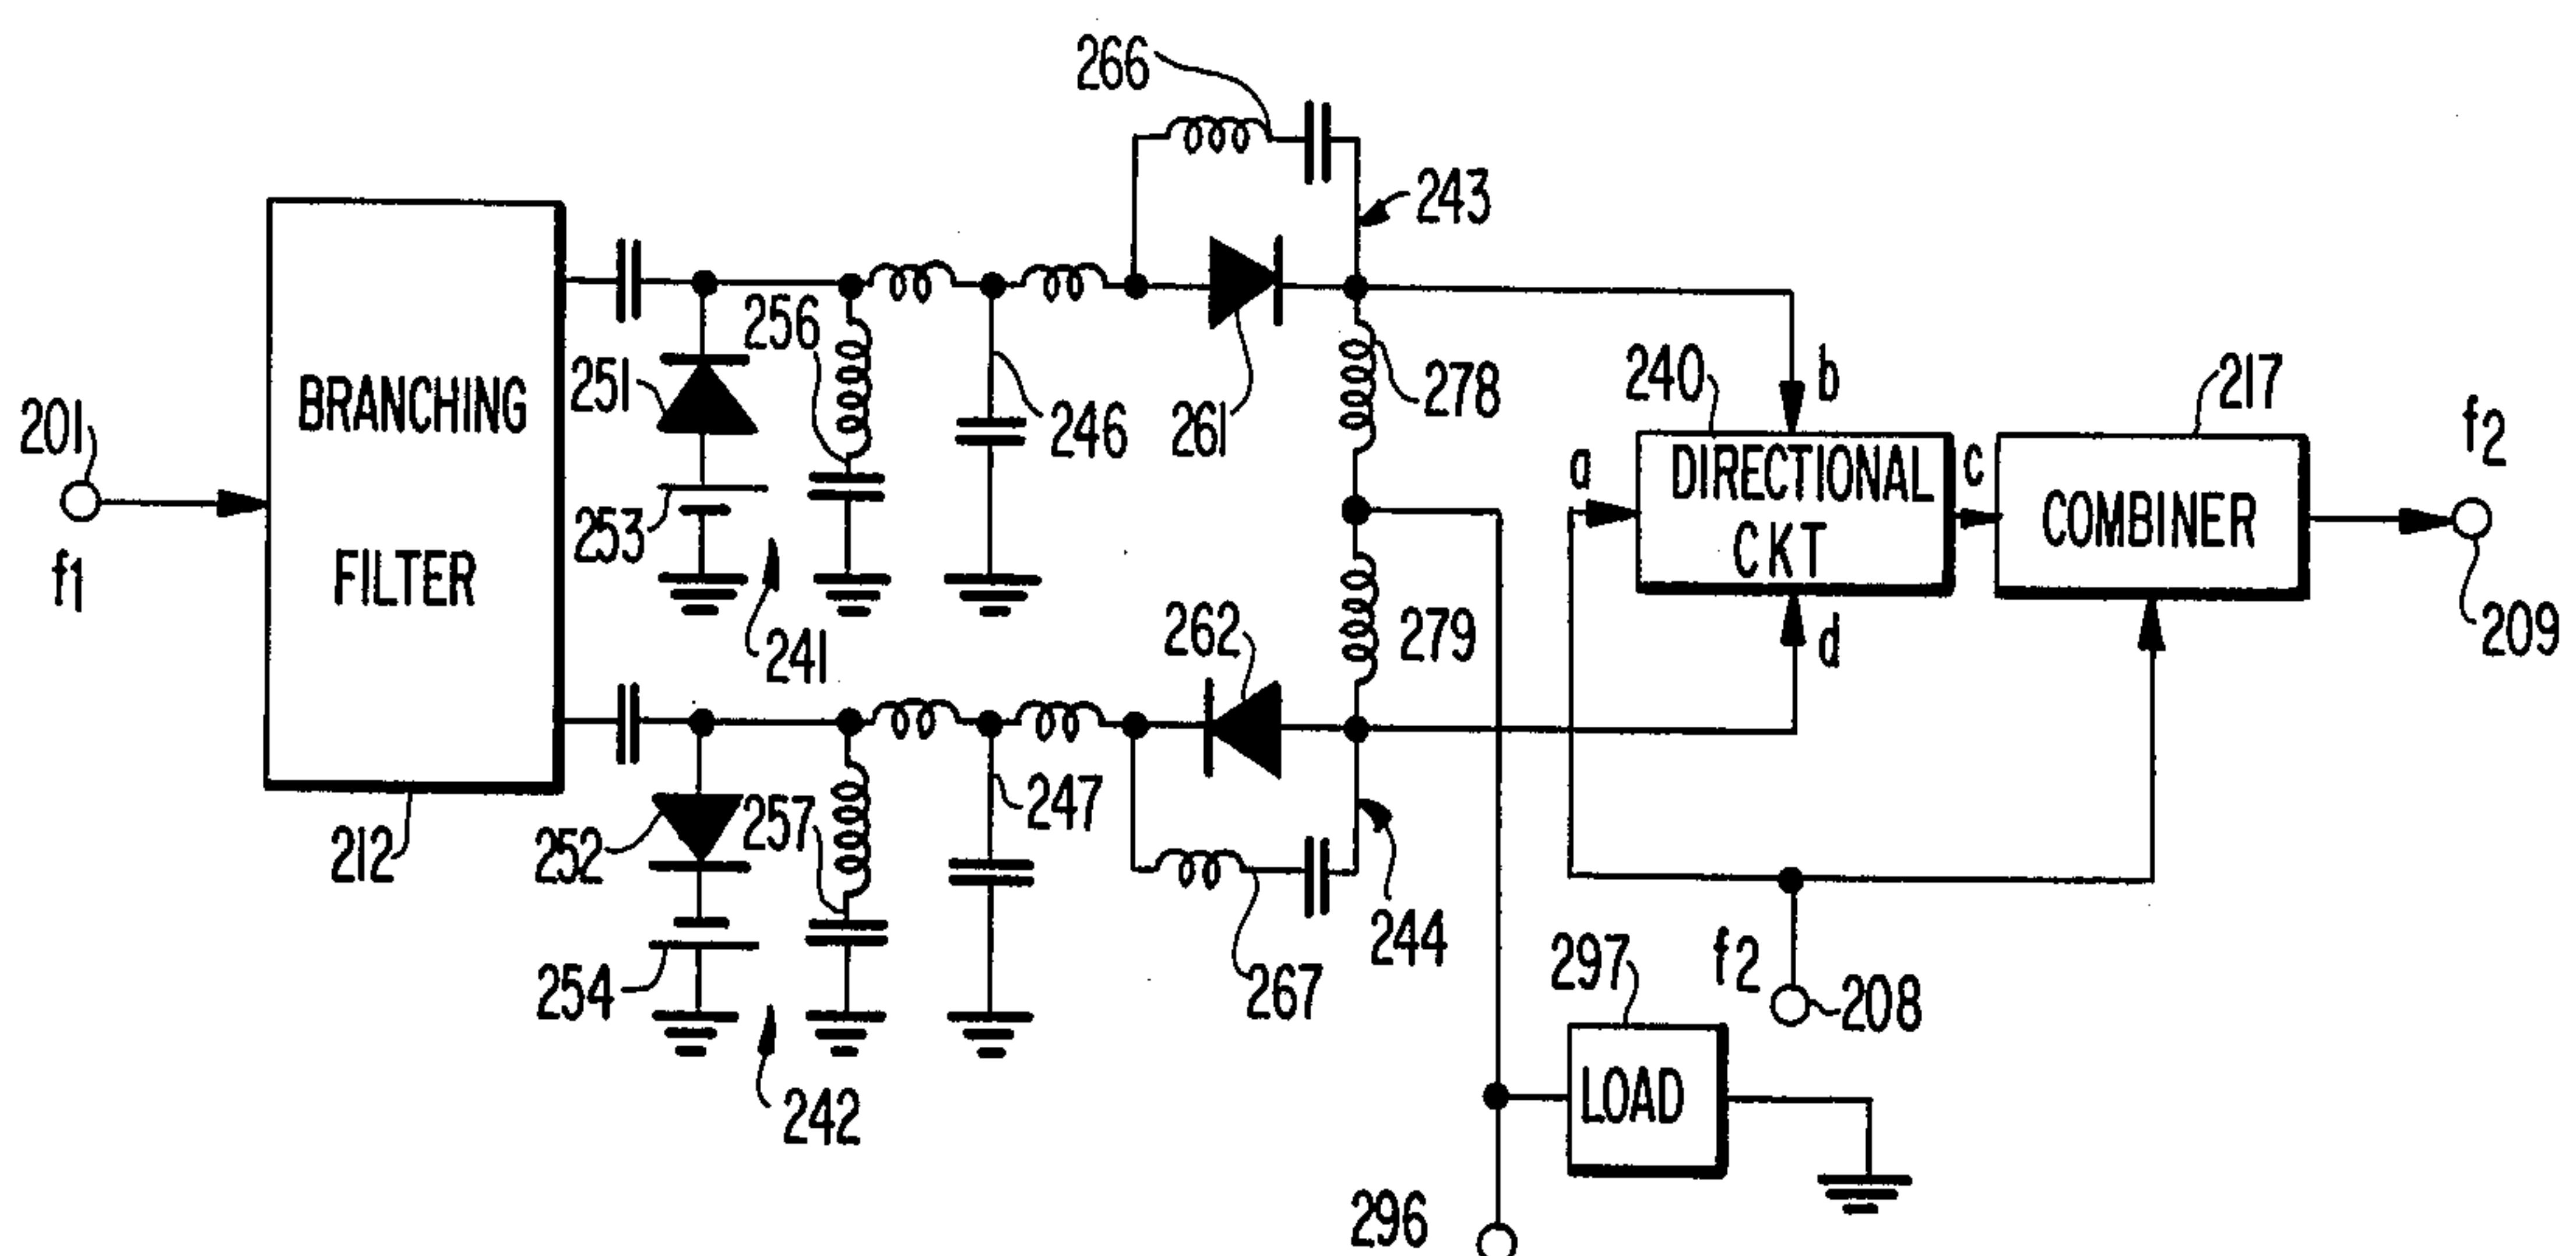 266
243
BRANCHING
FILTER
201
f1
212
251
256
253
241
246
261
278
240
b
a
DIRECTIONAL
CKT
c
217
COMBINER
f2
209
262
279
d
252
257
247
254
242
267
244
297
f2
208
LOAD
296